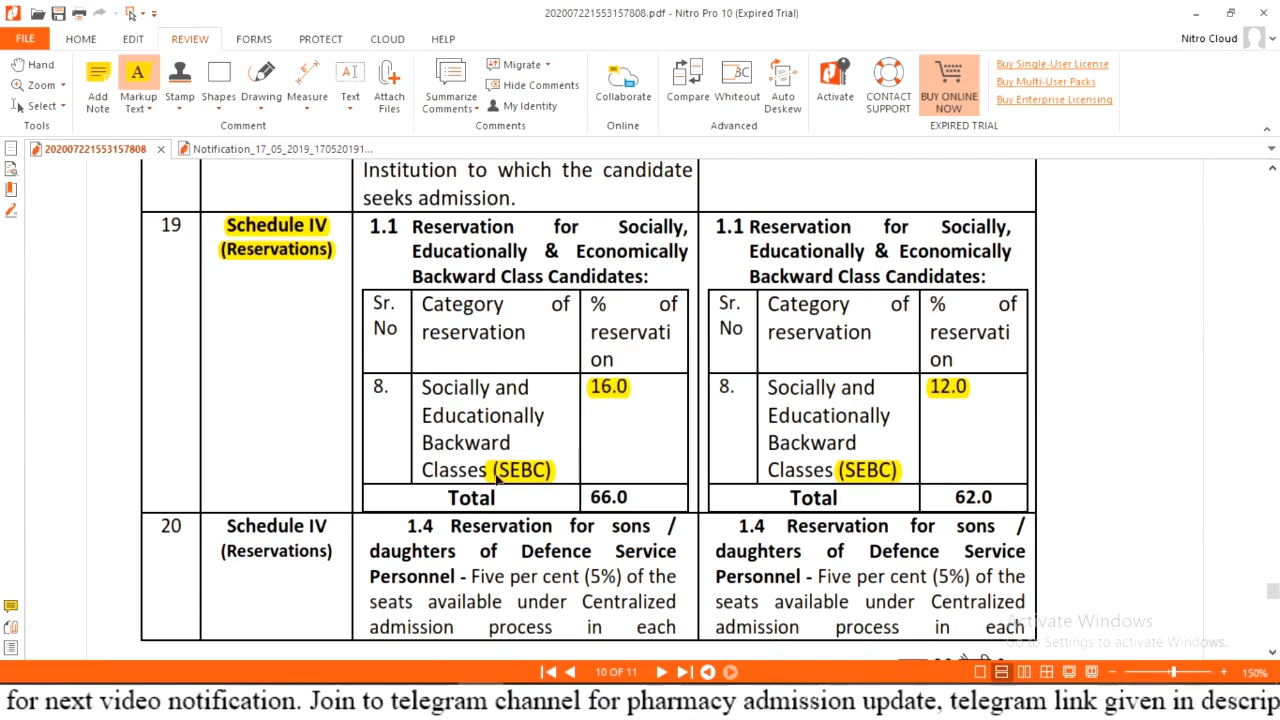 202007221553157808.pdf - Nitro Pro 10 (Expired Trial)
FILE HOME EDIT REVIEW FORMS PROTECT CLOUD HELP
Nitro Cloud
Hand
Zoom
Select
Tools
Add Note
Markup Text
Stamp
Shapes
Drawing
Measure
Text
Attach Files
Comment
Summarize Comments
Migrate
Hide Comments
My Identity
Comments
Collaborate
Online
Compare
Whiteout
Auto Deskew
Advanced
Activate
CONTACT SUPPORT
BUY ONLINE NOW
Buy Single-User License
Buy Multi-User Packs
Buy Enterprise Licensing
EXPIRED TRIAL
202007221553157808
Notification_17_05_2019_170520191...
Institution to which the candidate
seeks admission.
19
Schedule IV
(Reservations)
1.1 Reservation for Socially,
Educationally & Economically
Backward Class Candidates:
Sr. No
Category of reservation
% of
reservati
on
8.
Socially and
Educationally
Backward
Classes (SEBC)
16.0
Total 66.0
1.1 Reservation for Socially,
Educationally & Economically
Backward Class Candidates:
Sr. No
Category of reservation
% of
reservati
on
8.
Socially and
Educationally
Backward
Classes (SEBC)
12.0
Total 62.0
20
Schedule IV
(Reservations)
1.4 Reservation for sons /
daughters of Defence Service
Personnel - Five per cent (5%) of the
seats available under Centralized
admission process in each
1.4 Reservation for sons /
daughters of Defence Service
Personnel - Five per cent (5%) of the
seats available under Centralized
admission process in each
Activate Windows
Go to Settings to activate Windows.
10 OF 11
150%
for next video notification. Join to telegram channel for pharmacy admission update, telegram link given in descrip